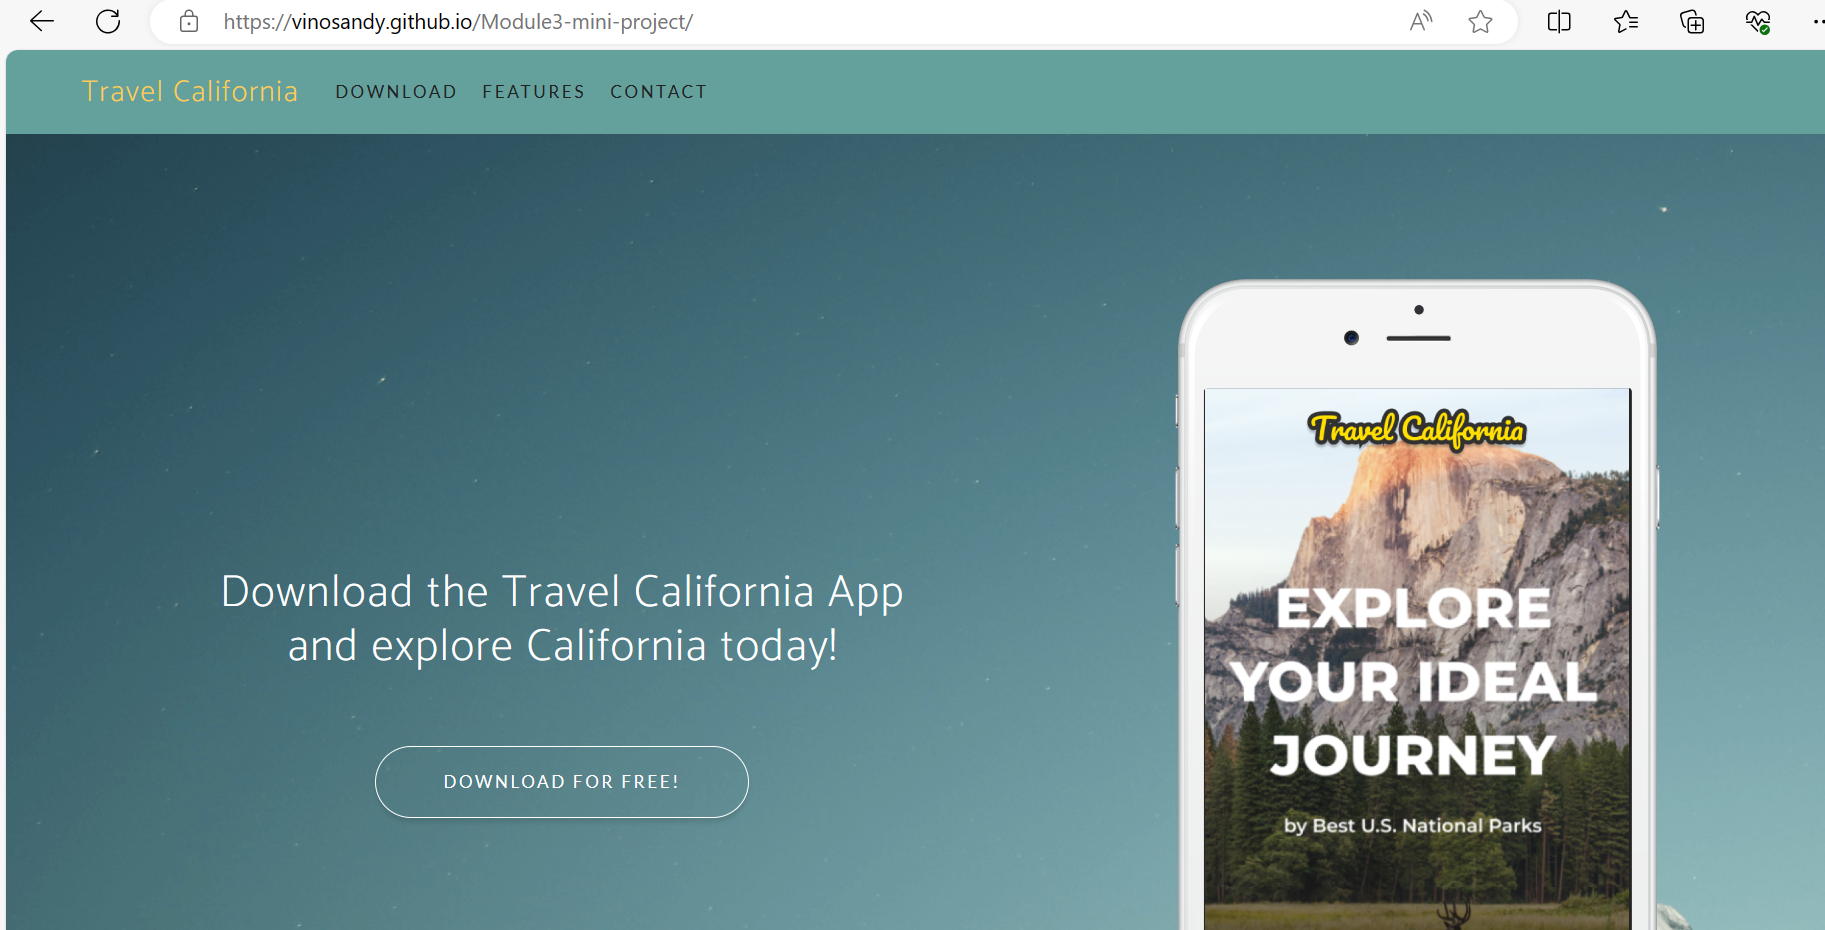 https://vinosandy.github.io/Module3-mini-project/
Travel California DOWNLOAD FEATURES CONTACT
Download the Travel California App
and explore California today!
DOWNLOAD FOR FREE!
Travel California
EXPLORE
YOUR IDEAL
JOURNEY
by Best U.S. National Parks